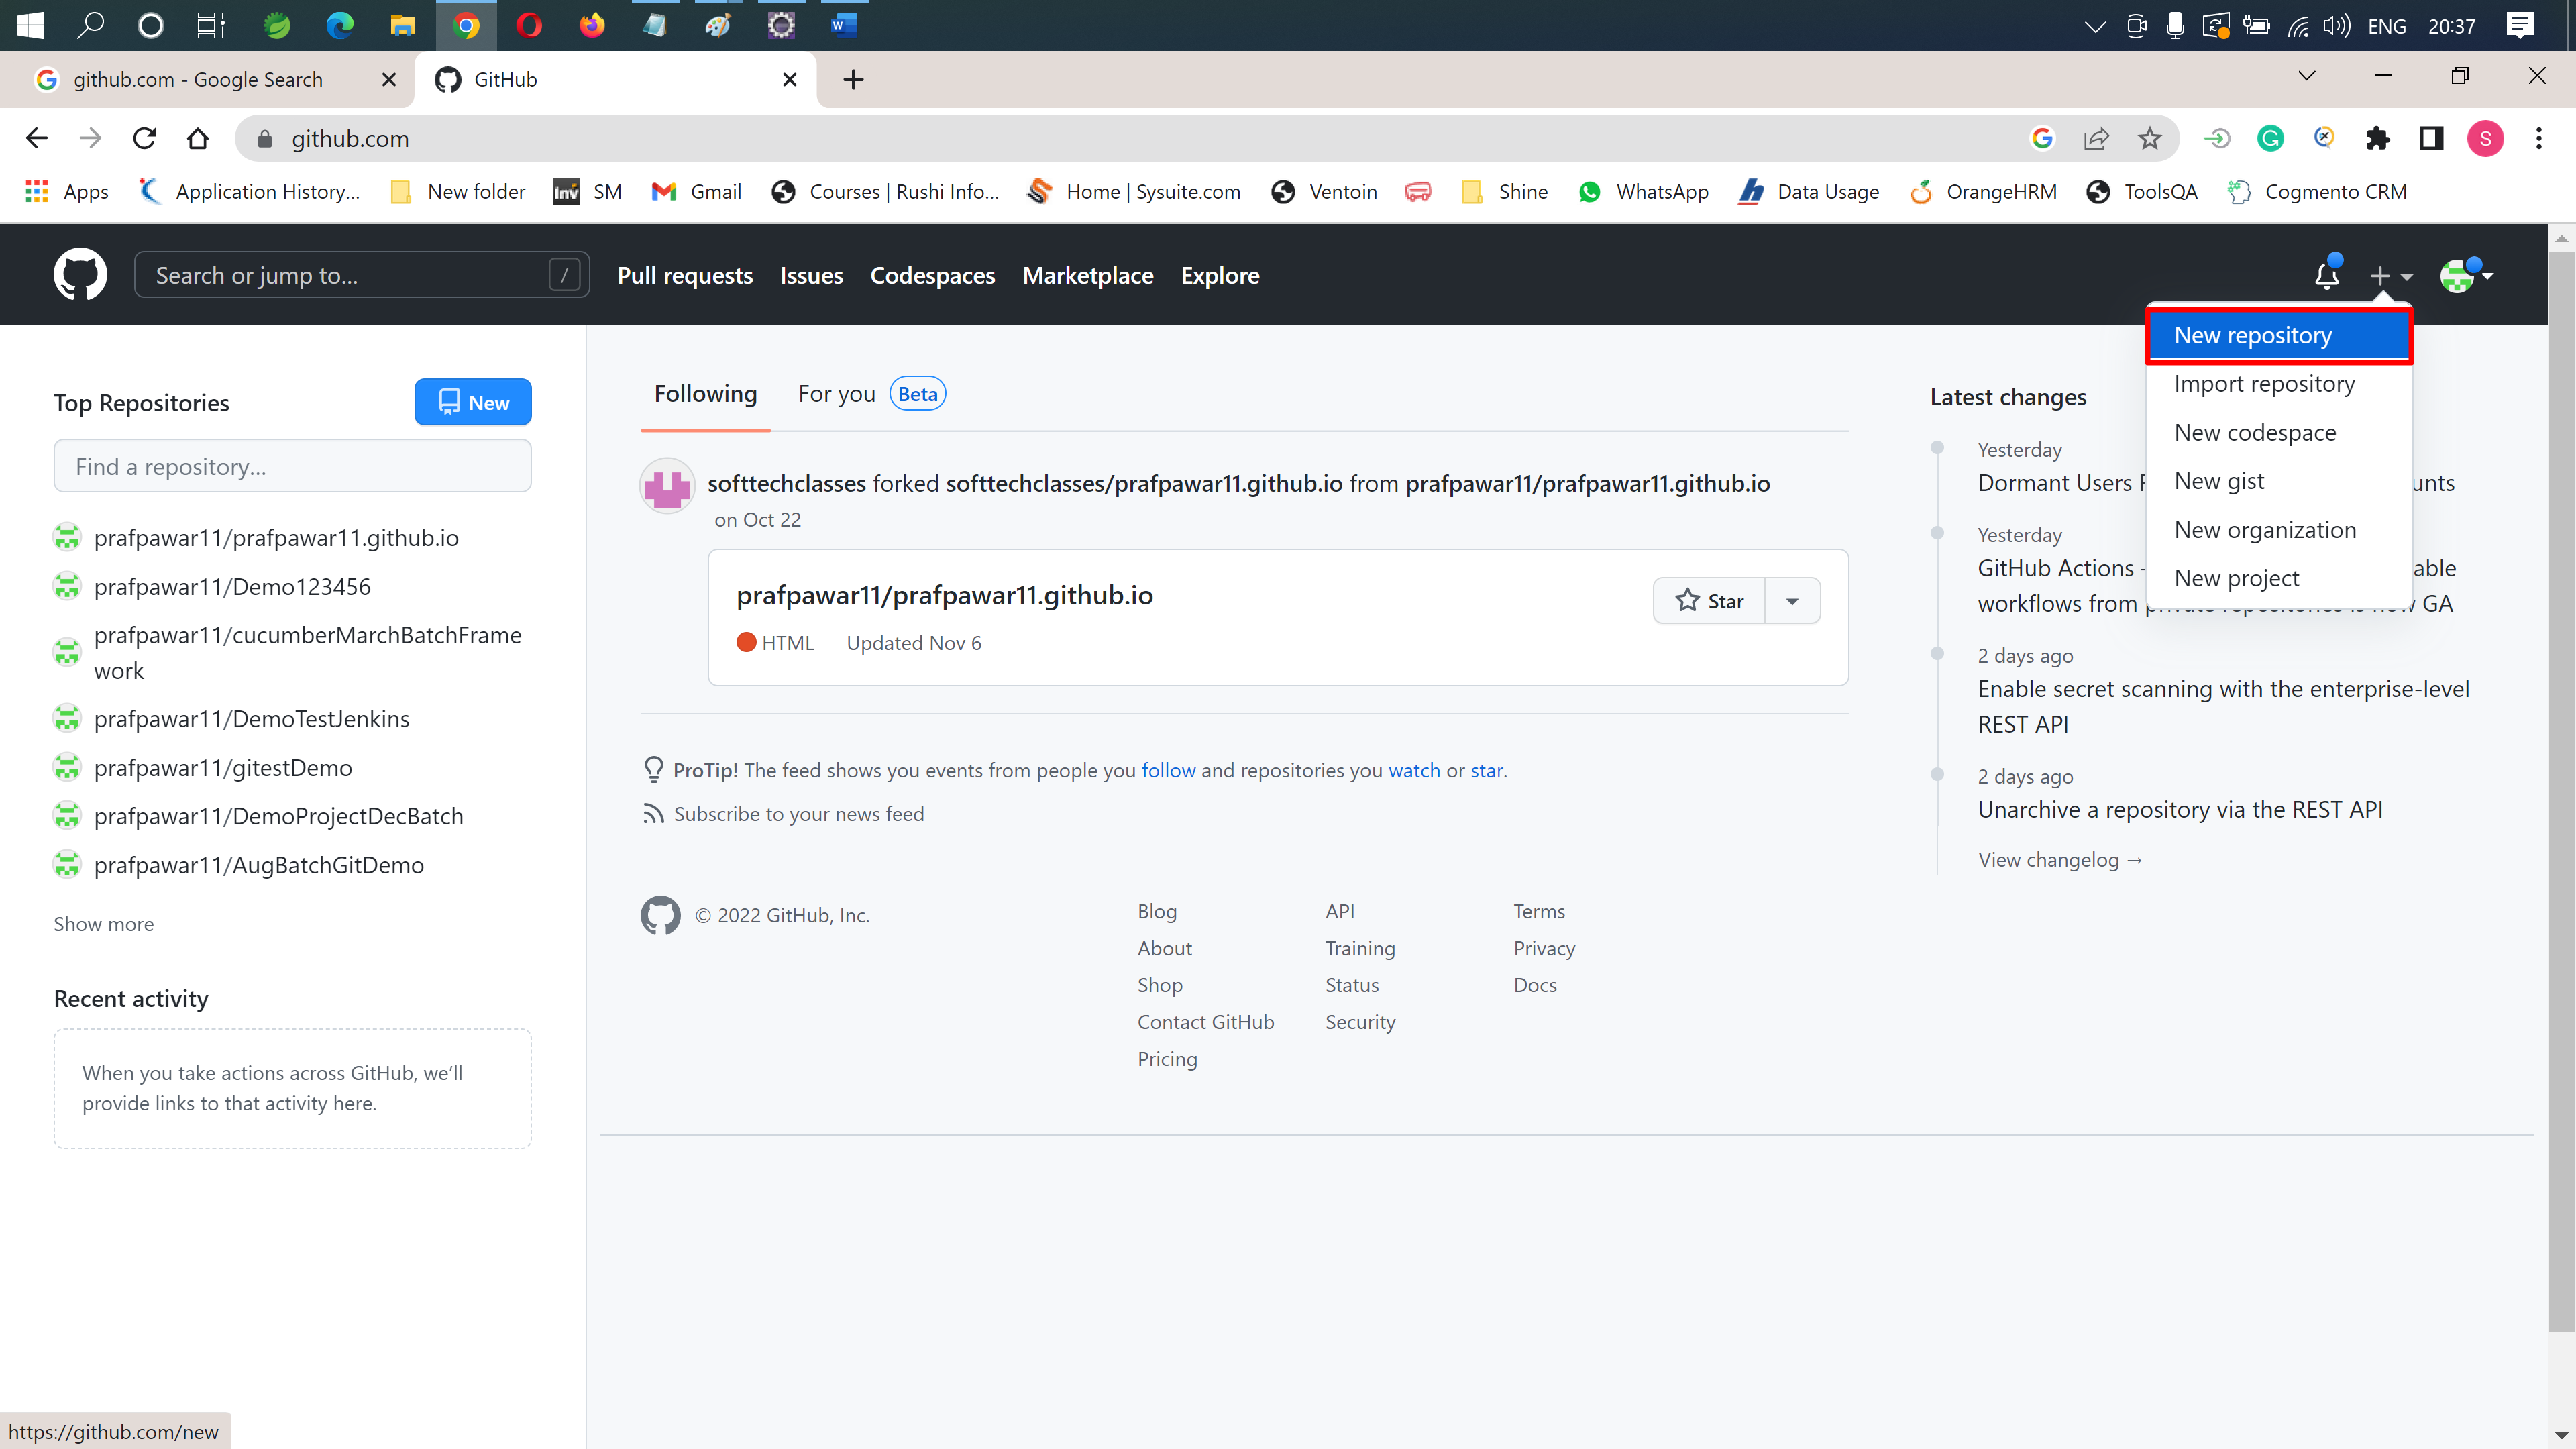 ENG 20:37
github.com - Google Search
GitHub
github.com
S
Apps
Application History...
New folder
Inv SM
Gmail
Courses | Rushi Info...
Home | Sysuite.com
Ventoin
Shine
WhatsApp
Data Usage
OrangeHRM
ToolsQA
Cogmento CRM
Search or jump to... /
Pull requests
Issues
Codespaces
Marketplace
Explore
New repository
Import repository
New codespace
New gist
New organization
New project
Top Repositories
New
Find a repository...
prafpawar11/prafpawar11.github.io
prafpawar11/Demo123456
prafpawar11/cucumberMarchBatchFrame
work
prafpawar11/DemoTestJenkins
prafpawar11/gitestDemo
prafpawar11/DemoProjectDecBatch
prafpawar11/AugBatchGitDemo
Show more
Recent activity
When you take actions across GitHub, we'll
provide links to that activity here.
Following
For you Beta
softtechclasses forked softtechclasses/prafpawar11.github.io from prafpawar11/prafpawar11.github.io
on Oct 22
prafpawar11/prafpawar11.github.io
Star
HTML Updated Nov 6
ProTip! The feed shows you events from people you follow and repositories you watch or star.
Subscribe to your news feed
© 2022 GitHub, Inc.
Blog
About
Shop
Contact GitHub
Pricing
API
Training
Status
Security
Terms
Privacy
Docs
Latest changes
Yesterday
Dormant Users
Yesterday
GitHub Actions -
workflows from GA
2 days ago
Enable secret scanning with the enterprise-level
REST API
2 days ago
Unarchive a repository via the REST API
View changelog →
https://github.com/new